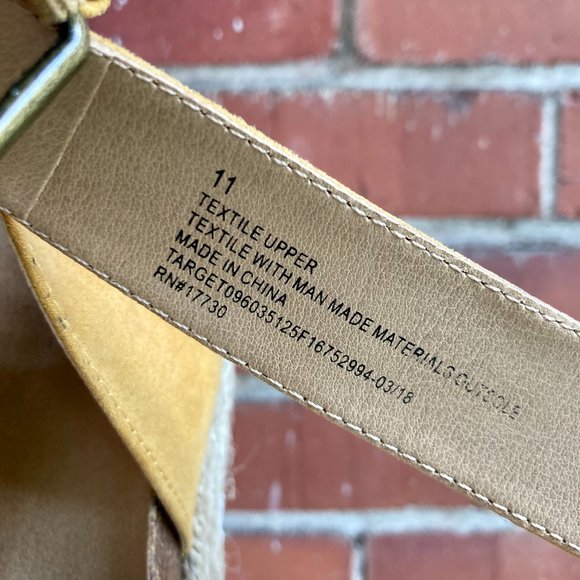 11
TEXTILE UPPER
TEXTILE WITH MAN MADE MATERIALS OUTSOLE
MADE IN CHINA
TARGET096035125F16752994-03/18
RN#17730